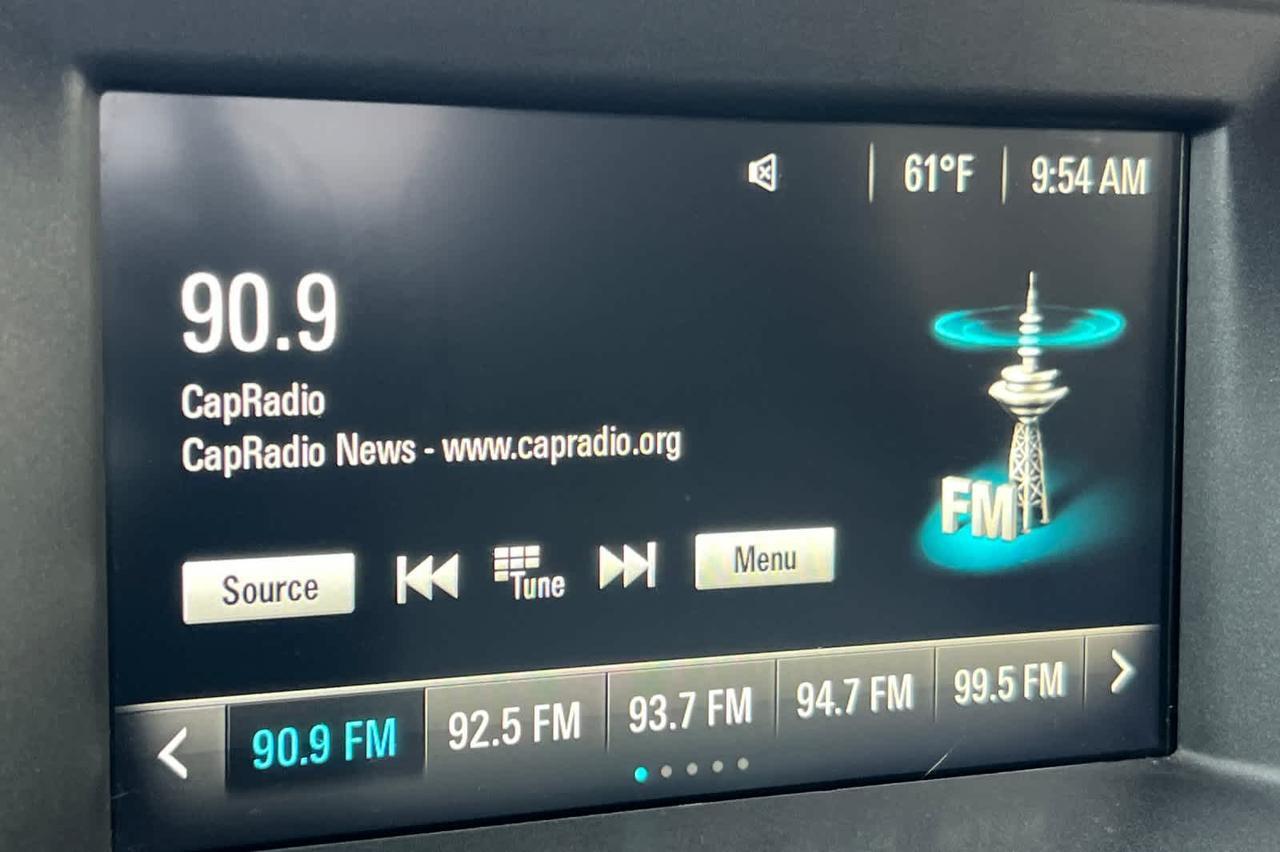 61°F
9:54 AM
90.9
CapRadio
CapRadio News - www.capradio.org
FM
Source
Tune
Menu
90.9 FM
92.5 FM
93.7 FM
94.7 FM
99.5 FM